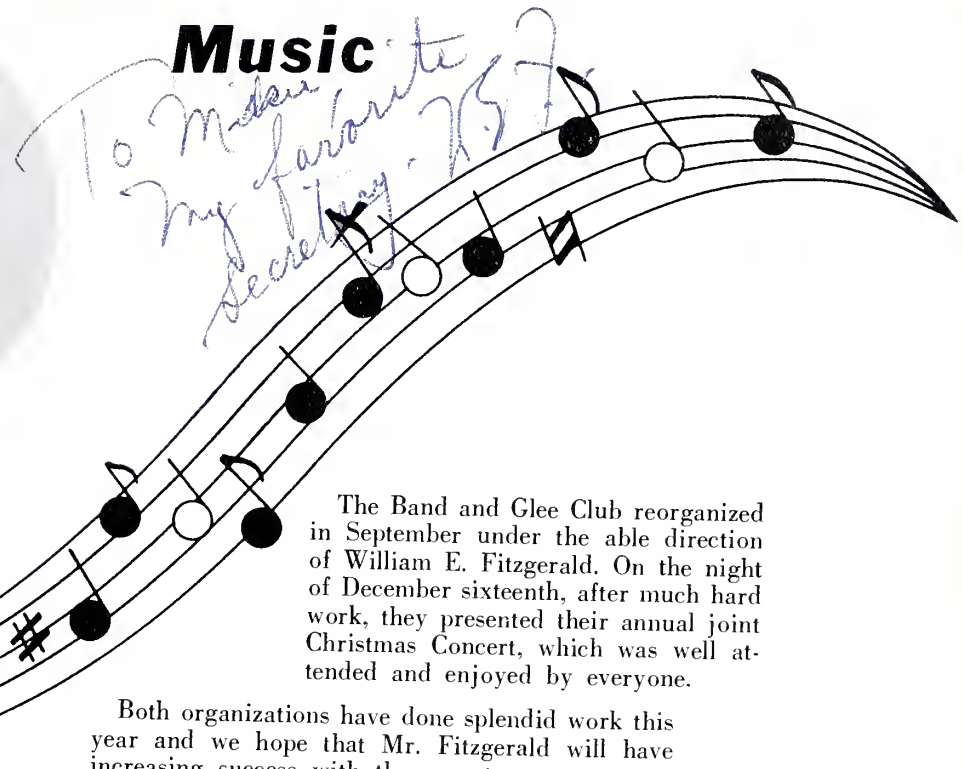 Music
To
My favorite
Secretary.
The Band and Glee Club reorganized
in September under the able direction
of William E. Fitzgerald. On the night
of December sixteenth, after much hard
work, they presented their annual joint
Christmas Concert, which was well at-
tended and enjoyed by everyone.
Both organizations have done splendid work this
year and we hope that Mr. Fitzgerald will have
increasing success with